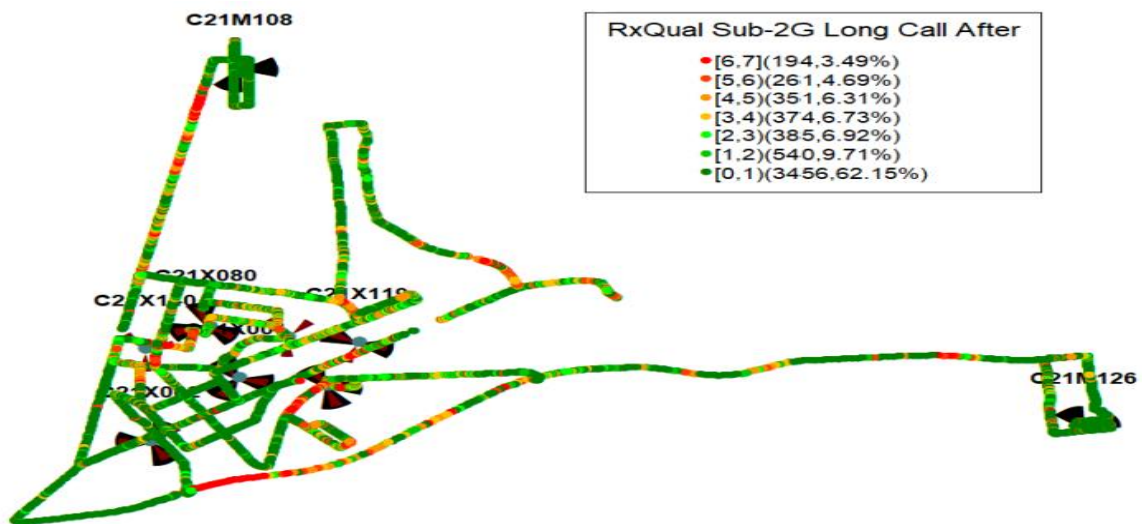 C21M108
RxQual Sub-2G Long Call After
[6,7](194,3.49%)
[5,6)(261,4.69%)
[4,5)(351,6.31%)
[3,4)(374,6.73%)
[2,3)(385,6.92%)
[1,2)(540,9.71%)
[0,1)(3456,62.15%)
C21X080
C21X119
C21M126